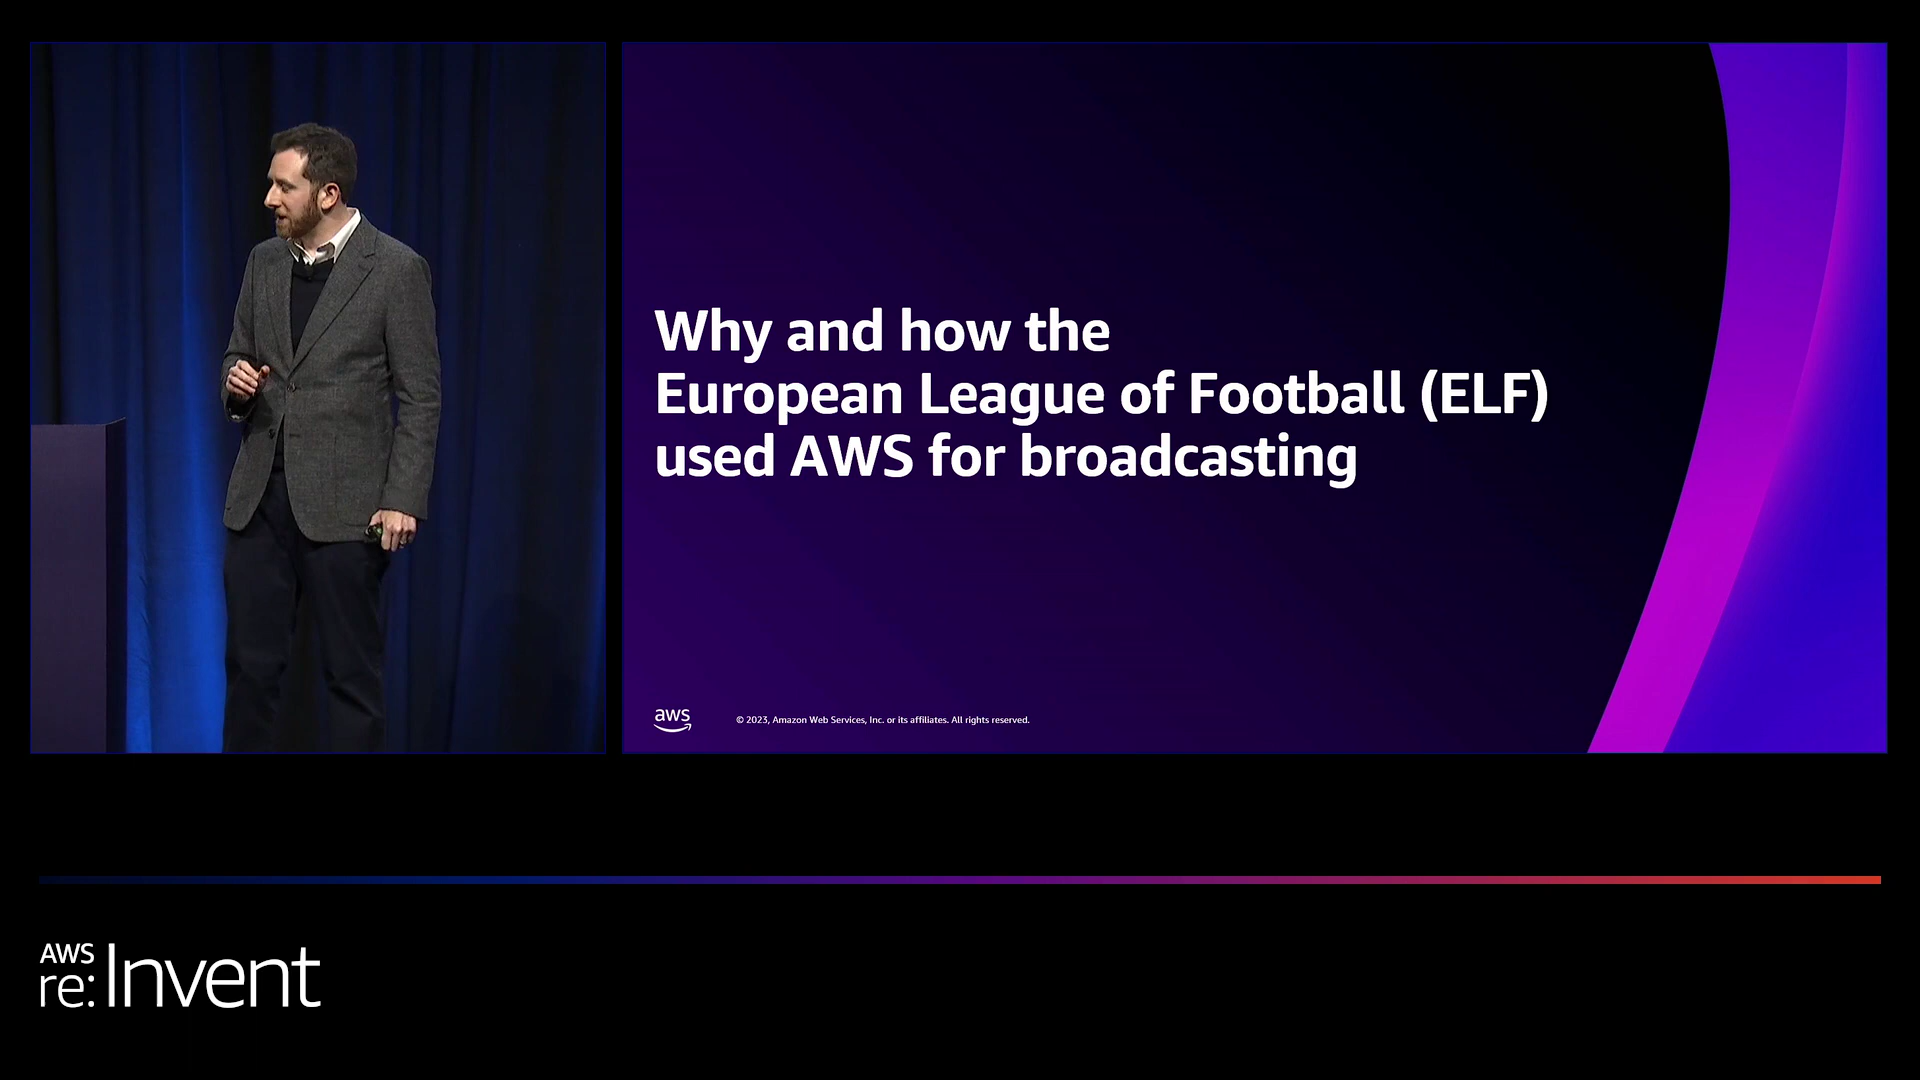 Why and how the
European League of Football (ELF)
used AWS for broadcasting
aws
© 2023, Amazon Web Services, Inc. or its affiliates. All rights reserved.
AWS
re:Invent